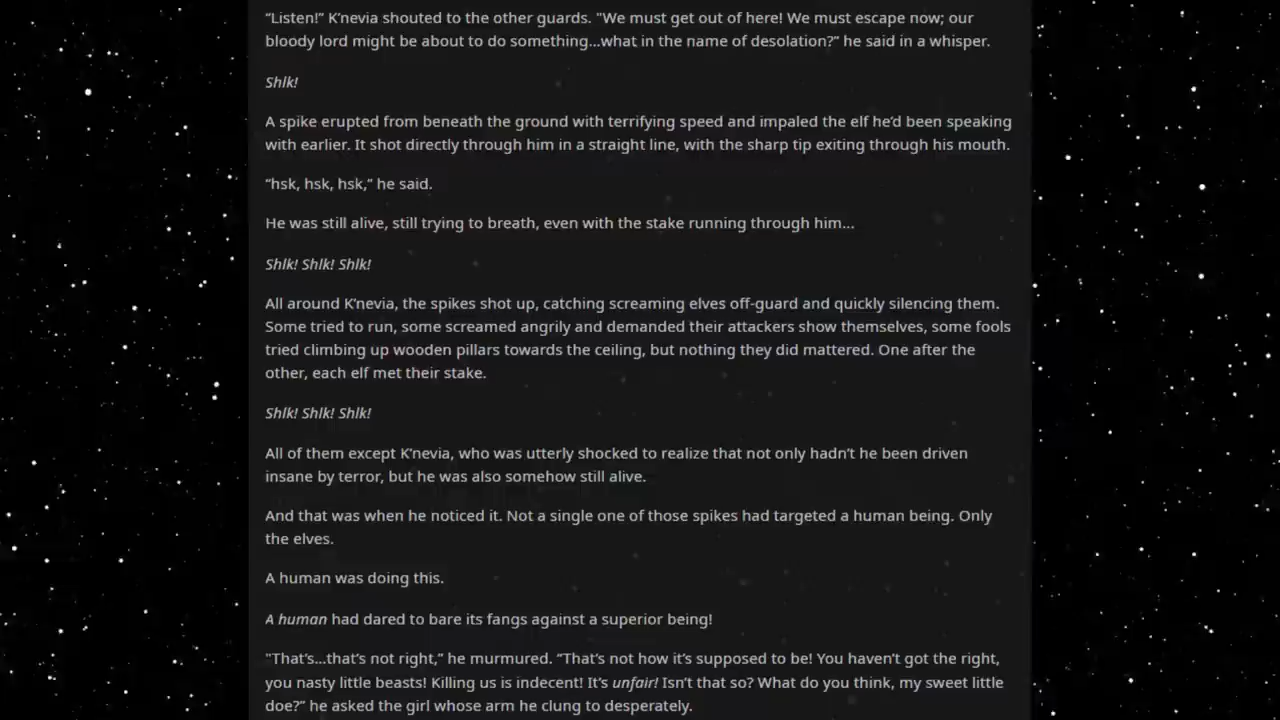 “Listen!” K’nevia shouted to the other guards. "We must get out of here! We must escape now; our
bloody lord might be about to do something...what in the name of desolation?” he said in a whisper.
Shlk!
A spike erupted from beneath the ground with terrifying speed and impaled the elf he’d been speaking
with earlier. It shot directly through him in a straight line, with the sharp tip exiting through his mouth.
“hsk, hsk, hsk,” he said.
He was still alive, still trying to breath, even with the stake running through him...
Shlk! Shlk! Shlk!
All around K’nevia, the spikes shot up, catching screaming elves off-guard and quickly silencing them.
Some tried to run, some screamed angrily and demanded their attackers show themselves, some fools
tried climbing up wooden pillars towards the ceiling, but nothing they did mattered. One after the
other, each elf met their stake.
Shlk! Shlk! Shlk!
All of them except K’nevia, who was utterly shocked to realize that not only hadn’t he been driven
insane by terror, but he was also somehow still alive.
And that was when he noticed it. Not a single one of those spikes had targeted a human being. Only
the elves.
A human was doing this.
A human had dared to bare its fangs against a superior being!
"That’s...that’s not right,” he murmured. “That’s not how it’s supposed to be! You haven’t got the right,
you nasty little beasts! Killing us is indecent! It’s unfair! Isn’t that so? What do you think, my sweet little
doe?” he asked the girl whose arm he clung to desperately.